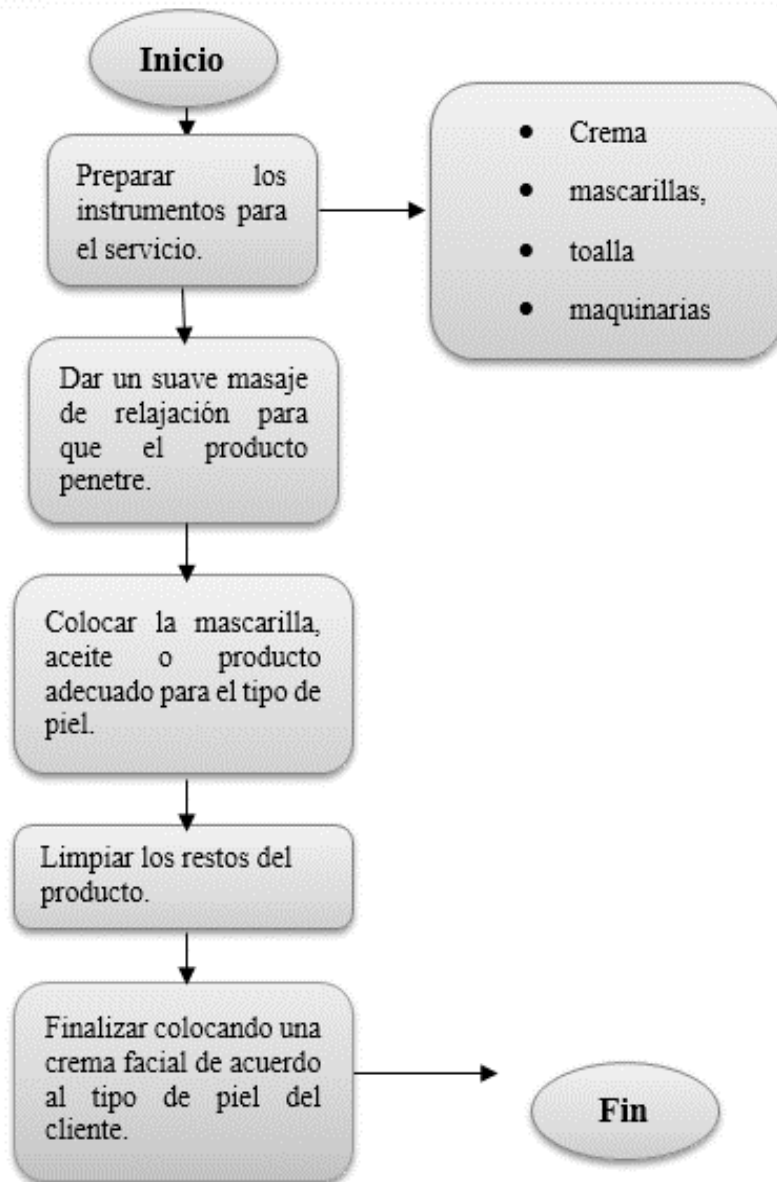 Inicio
Preparar los
instrumentos para
el servicio.
• Crema
• mascarillas,
• toalla
• maquinarias
Dar un suave masaje
de relajación para
que el producto
penetre.
Colocar la mascarilla,
aceite o producto
adecuado para el tipo de
piel.
Limpiar los restos del
producto.
Finalizar colocando una
crema facial de acuerdo
al tipo de piel del
cliente.
Fin